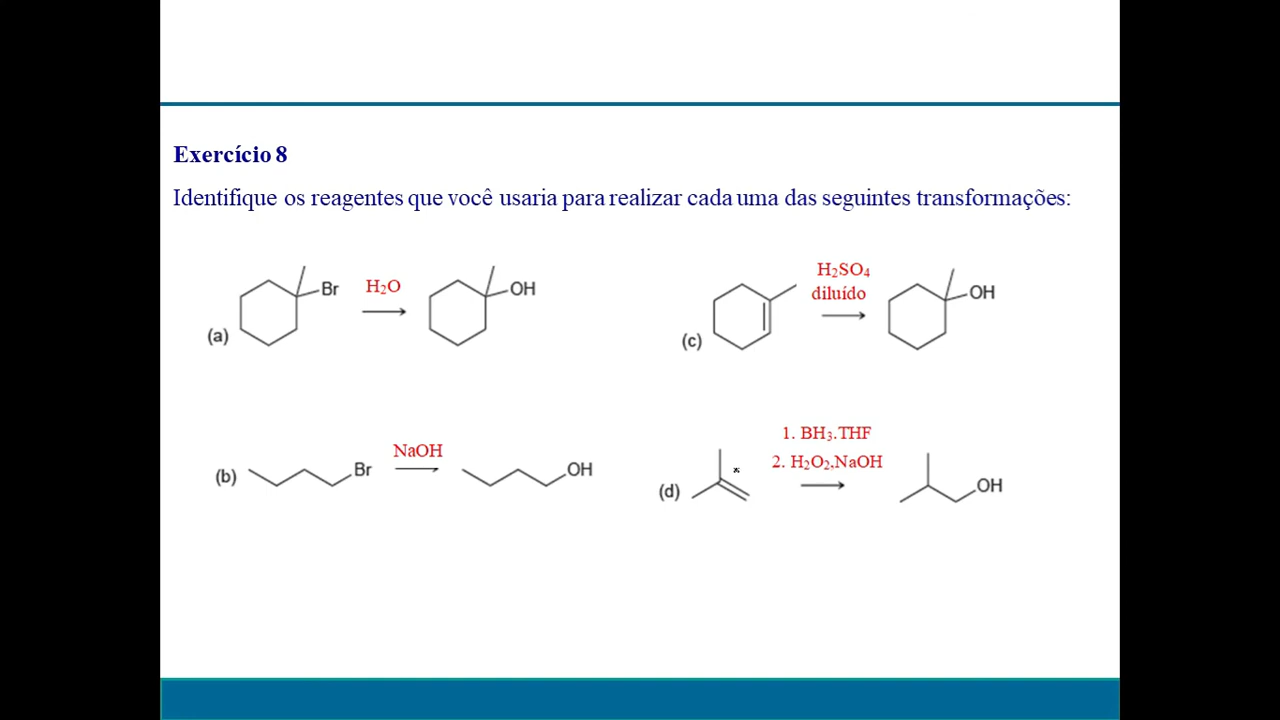 Exercício 8
Identifique os reagentes que você usaria para realizar cada uma das seguintes transformações:
(a) Br H₂O OH
(c) H₂SO₄
diluído OH
(b) Br NaOH OH
(d) 1. BH₃.THF
2. H₂O₂,NaOH OH